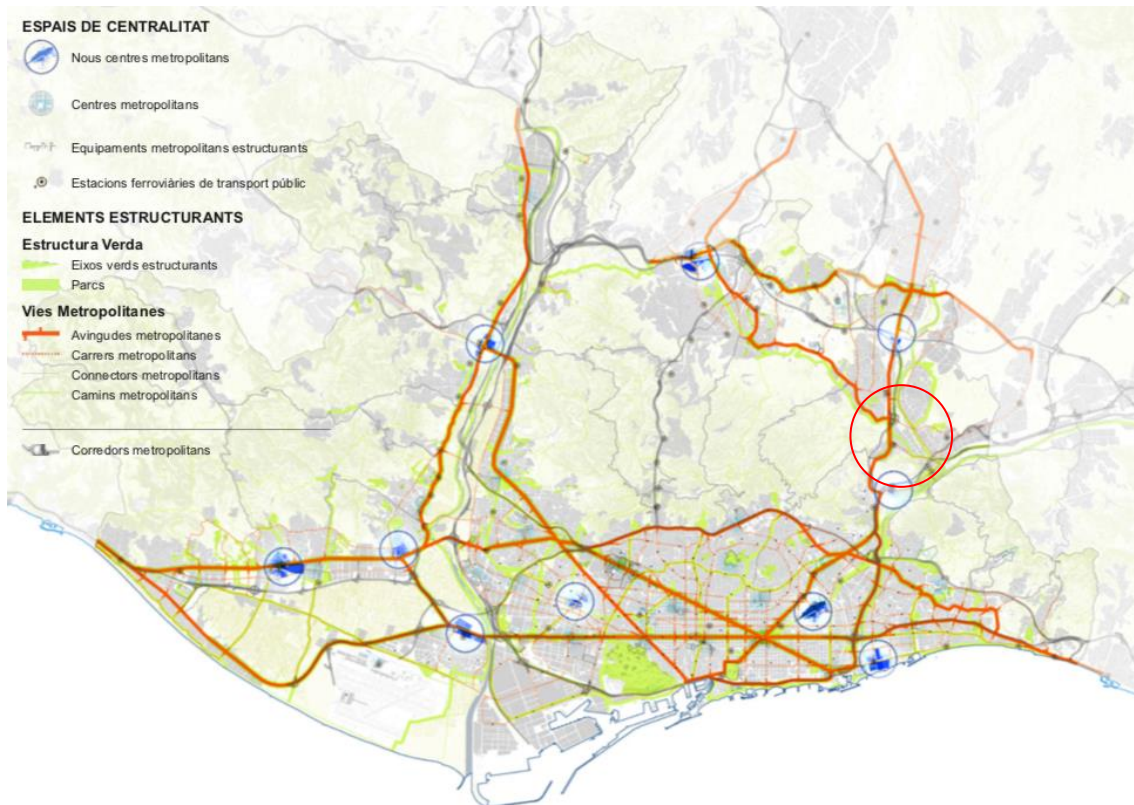 ESPAIS DE CENTRALITAT
Nous centres metropolitans
Centres metropolitans
Equipaments metropolitans estructurants
Estacions ferroviàries de transport públic
ELEMENTS ESTRUCTURANTS
Estructura Verda
Eixos verds estructurants
Parcs
Vies Metropolitanes
Avingudes metropolitanes
Carrers metropolitans
Connectors metropolitans
Camins metropolitans
Corredors metropolitans